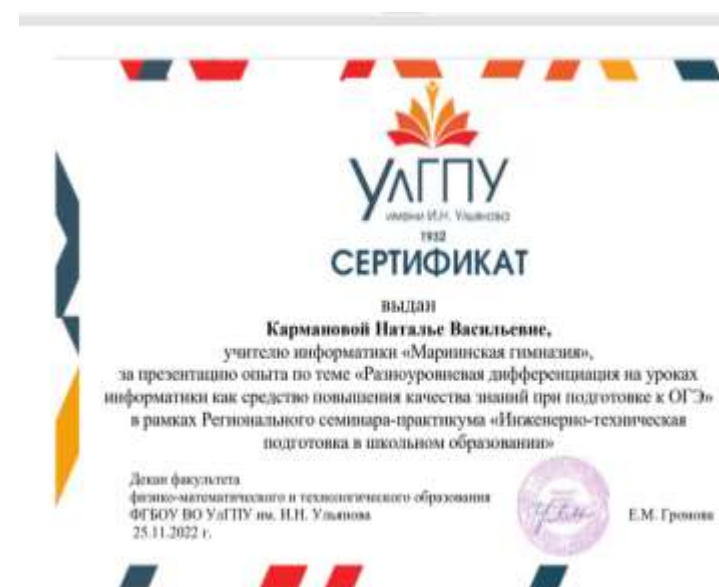 УлГПУ
имени И.Н. Ульянова
1932
СЕРТИФИКАТ
выдан
Кармановой Наталье Васильевне,
учителю информатики «Мариинская гимназия»,
за презентацию опыта по теме «Разноуровневая дифференциация на уроках
информатики как средство повышения качества знаний при подготовке к ОГЭ»
в рамках Регионального семинара-практикума «Инженерно-техническая
подготовка в школьном образовании»
Декан факультета
физико-математического и технологического образования
ФГБОУ ВО УлГПУ им. И.Н. Ульянова
Е.М. Громова
25.11.2022 г.